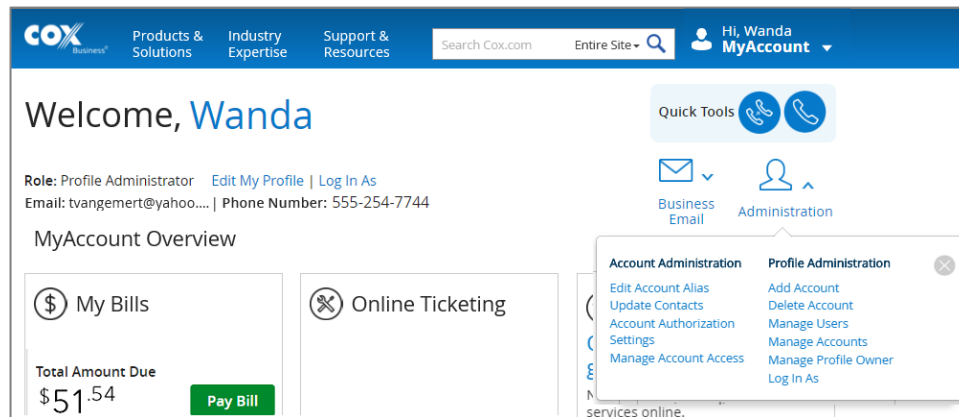 COX Business®
Products & Solutions
Industry Expertise
Support & Resources
Search Cox.com
Entire Site
Hi, Wanda
MyAccount
Welcome, Wanda
Quick Tools
Role: Profile Administrator Edit My Profile | Log In As
Email: tvangemert@yahoo.... | Phone Number: 555-254-7744
Business Email
Administration
MyAccount Overview
Account Administration
Edit Account Alias
Update Contacts
Account Authorization
Settings
Manage Account Access
Profile Administration
Add Account
Delete Account
Manage Users
Manage Accounts
Manage Profile Owner
Log In As
$ My Bills
Total Amount Due
$51.54
Pay Bill
Online Ticketing
services online.